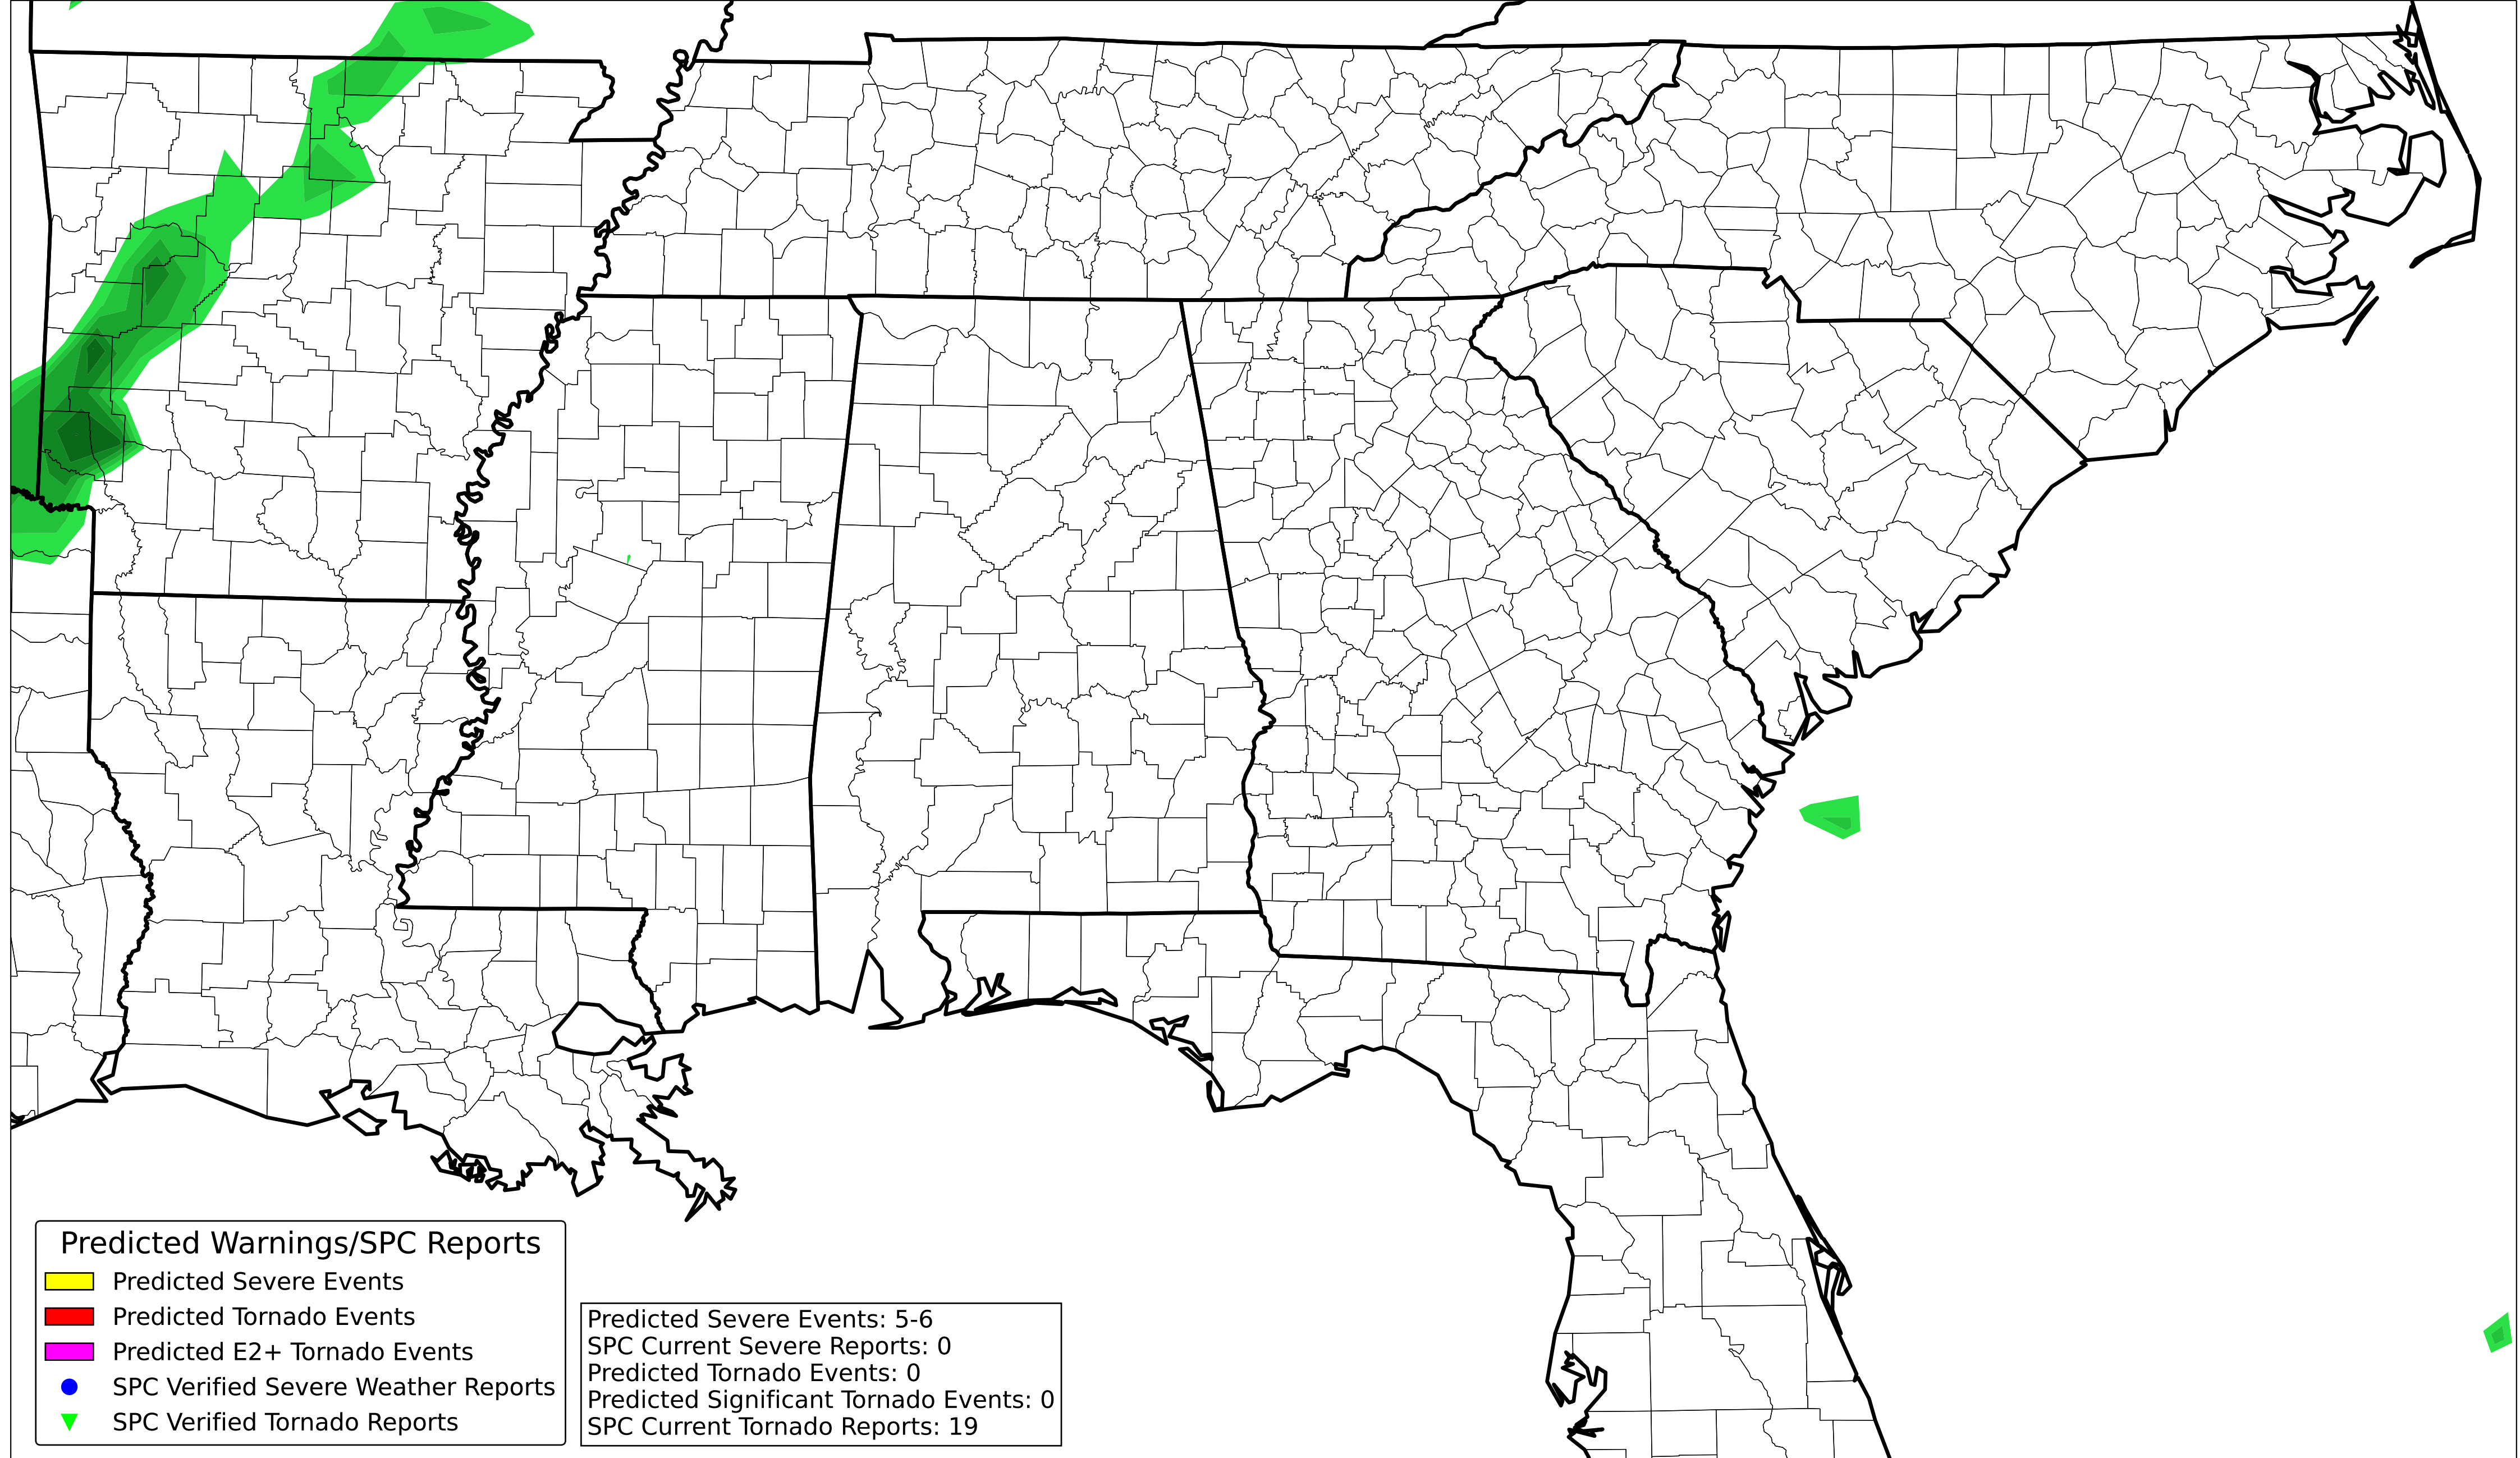 Predicted Warnings/SPC Reports
Predicted Severe Events
Predicted Tornado Events
Predicted E2+ Tornado Events
SPC Verified Severe Weather Reports
SPC Verified Tornado Reports
Predicted Severe Events: 5-6
SPC Current Severe Reports: 0
Predicted Tornado Events: 0
Predicted Significant Tornado Events: 0
SPC Current Tornado Reports: 19